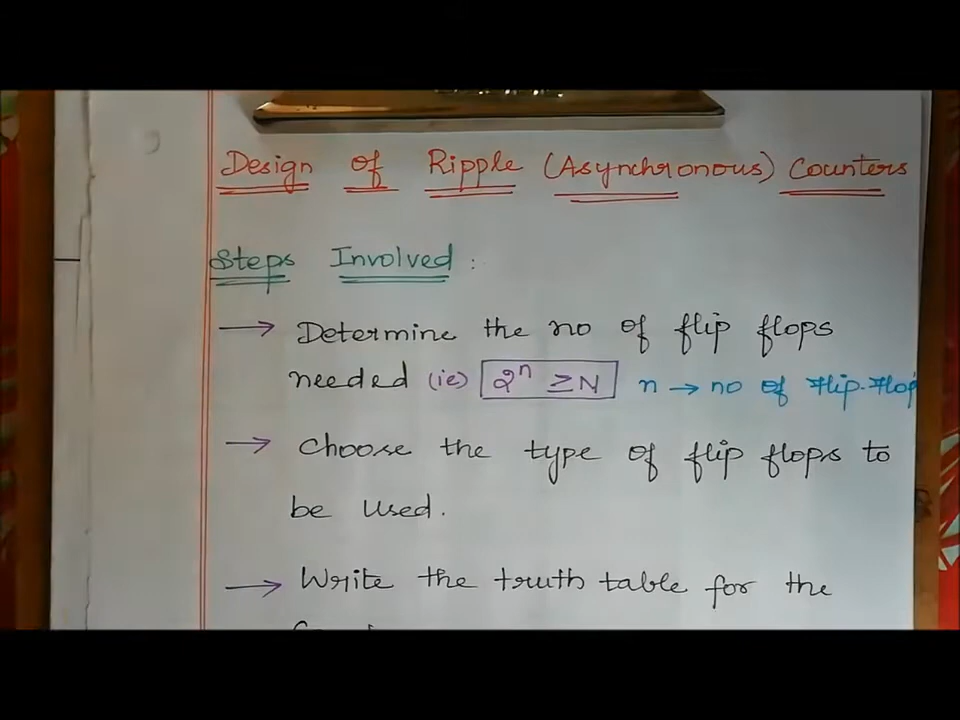 Design of Ripple (Asynchronous) Counters
Steps Involved :
→ Determine the no of flip flops
needed (ie) 2ⁿ ≥ N n → no of Flip-Flop
→ Choose the type of flip flops to
be used.
→ Write the truth table for the